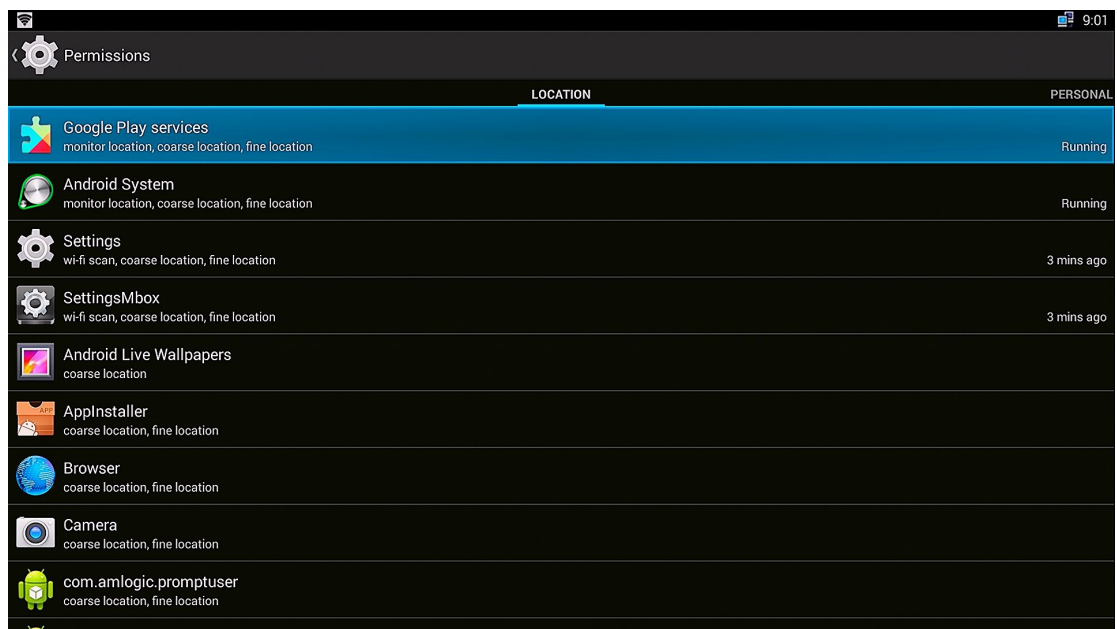 9:01
Permissions
LOCATION PERSONAL
Google Play services
monitor location, coarse location, fine location Running
Android System
monitor location, coarse location, fine location Running
Settings
wi-fi scan, coarse location, fine location 3 mins ago
SettingsMbox
wi-fi scan, coarse location, fine location 3 mins ago
Android Live Wallpapers
coarse location
APP
AppInstaller
coarse location, fine location
Browser
coarse location, fine location
Camera
coarse location, fine location
com.amlogic.promptuser
coarse location, fine location